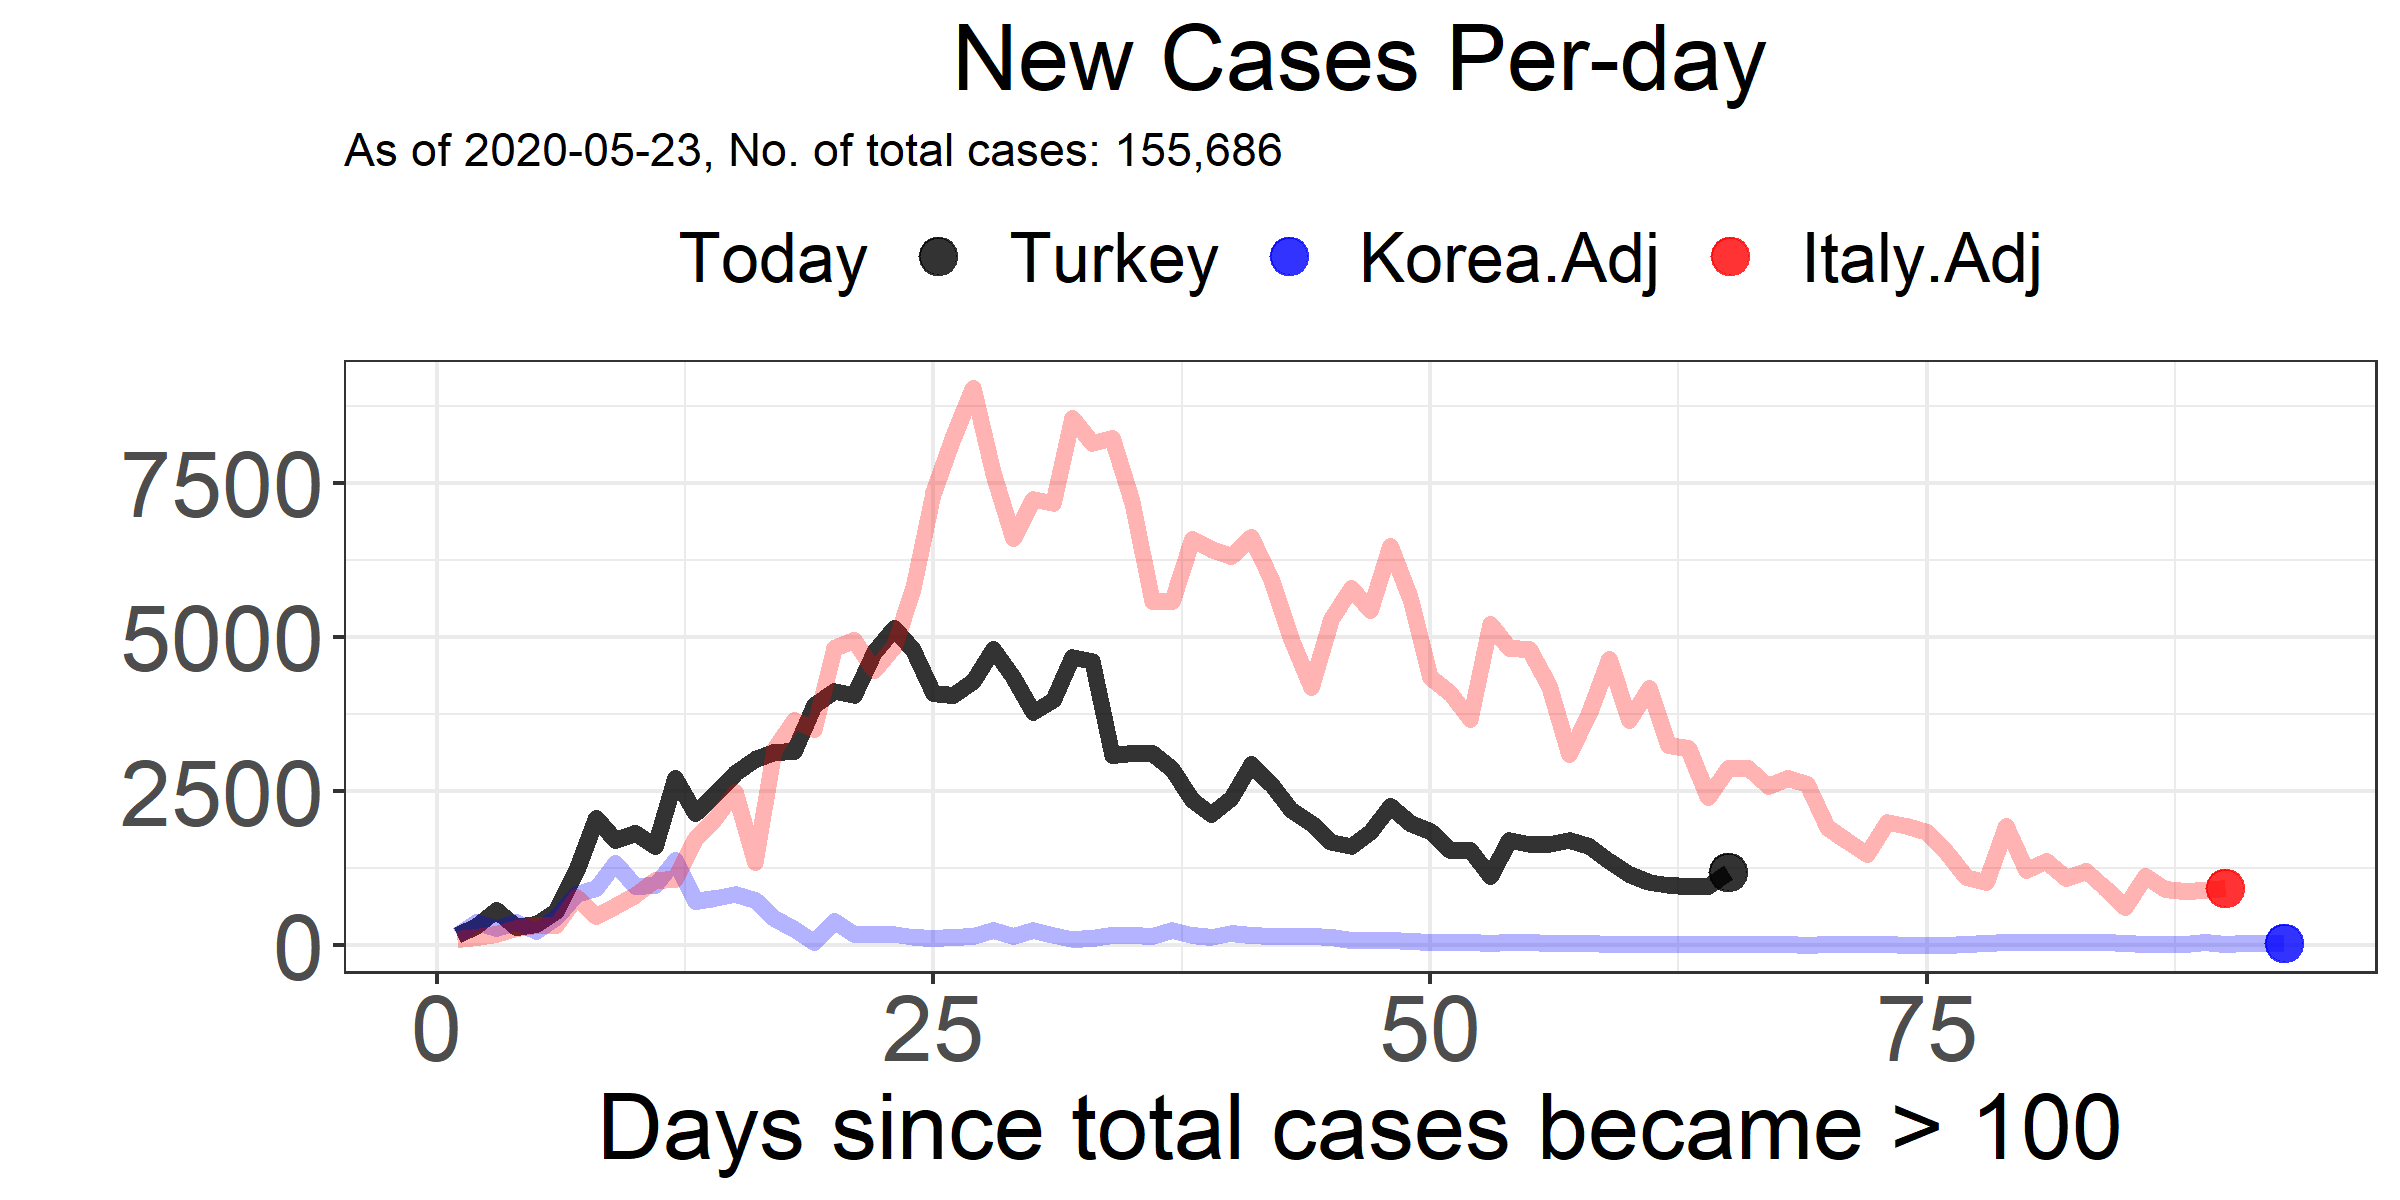 New Cases Per-day
As of 2020-05-23, No. of total cases: 155,686
Today Turkey Korea.Adj Italy.Adj
7500
5000
2500
0
0 25 50 75
Days since total cases became > 100